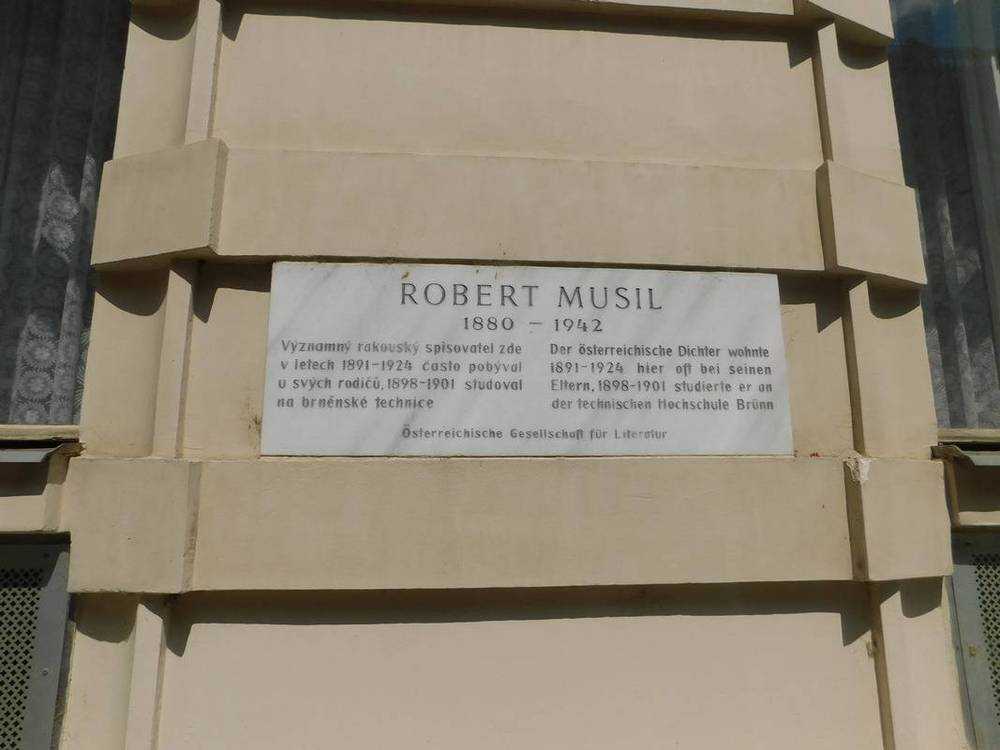 ROBERT MUSIL
1880 – 1942
Významný rakouský spisovatel zde
v letech 1891-1924 často pobýval
u svých rodičů, 1898-1901 studoval
na brněnské technice
Der österreichische Dichter wohnte
1891-1924 hier oft bei seinen
Eltern, 1898-1901 studierte er an
der technischen Hochschule Brünn
Österreichische Gesellschaft für Literatur